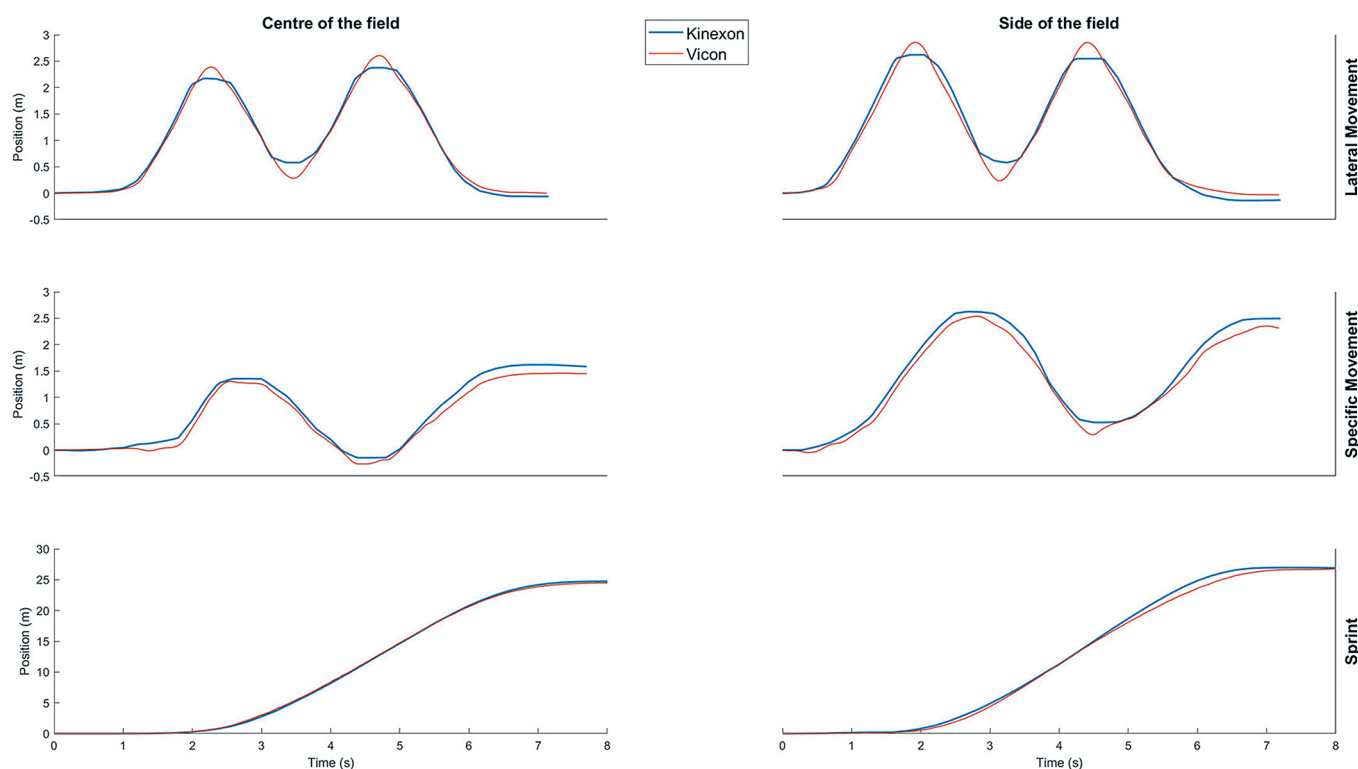 Centre of the field
Side of the field
Kinexon
Vicon
3
2.5
2
1.5
1
0.5
0
-0.5
Position (m)
Lateral Movement
3
2.5
2
1.5
1
0.5
0
-0.5
Position (m)
Specific Movement
30
25
20
15
10
5
0
Position (m)
Sprint
0 1 2 3 4 5 6 7 8
Time (s)
0 1 2 3 4 5 6 7 8
Time (s)